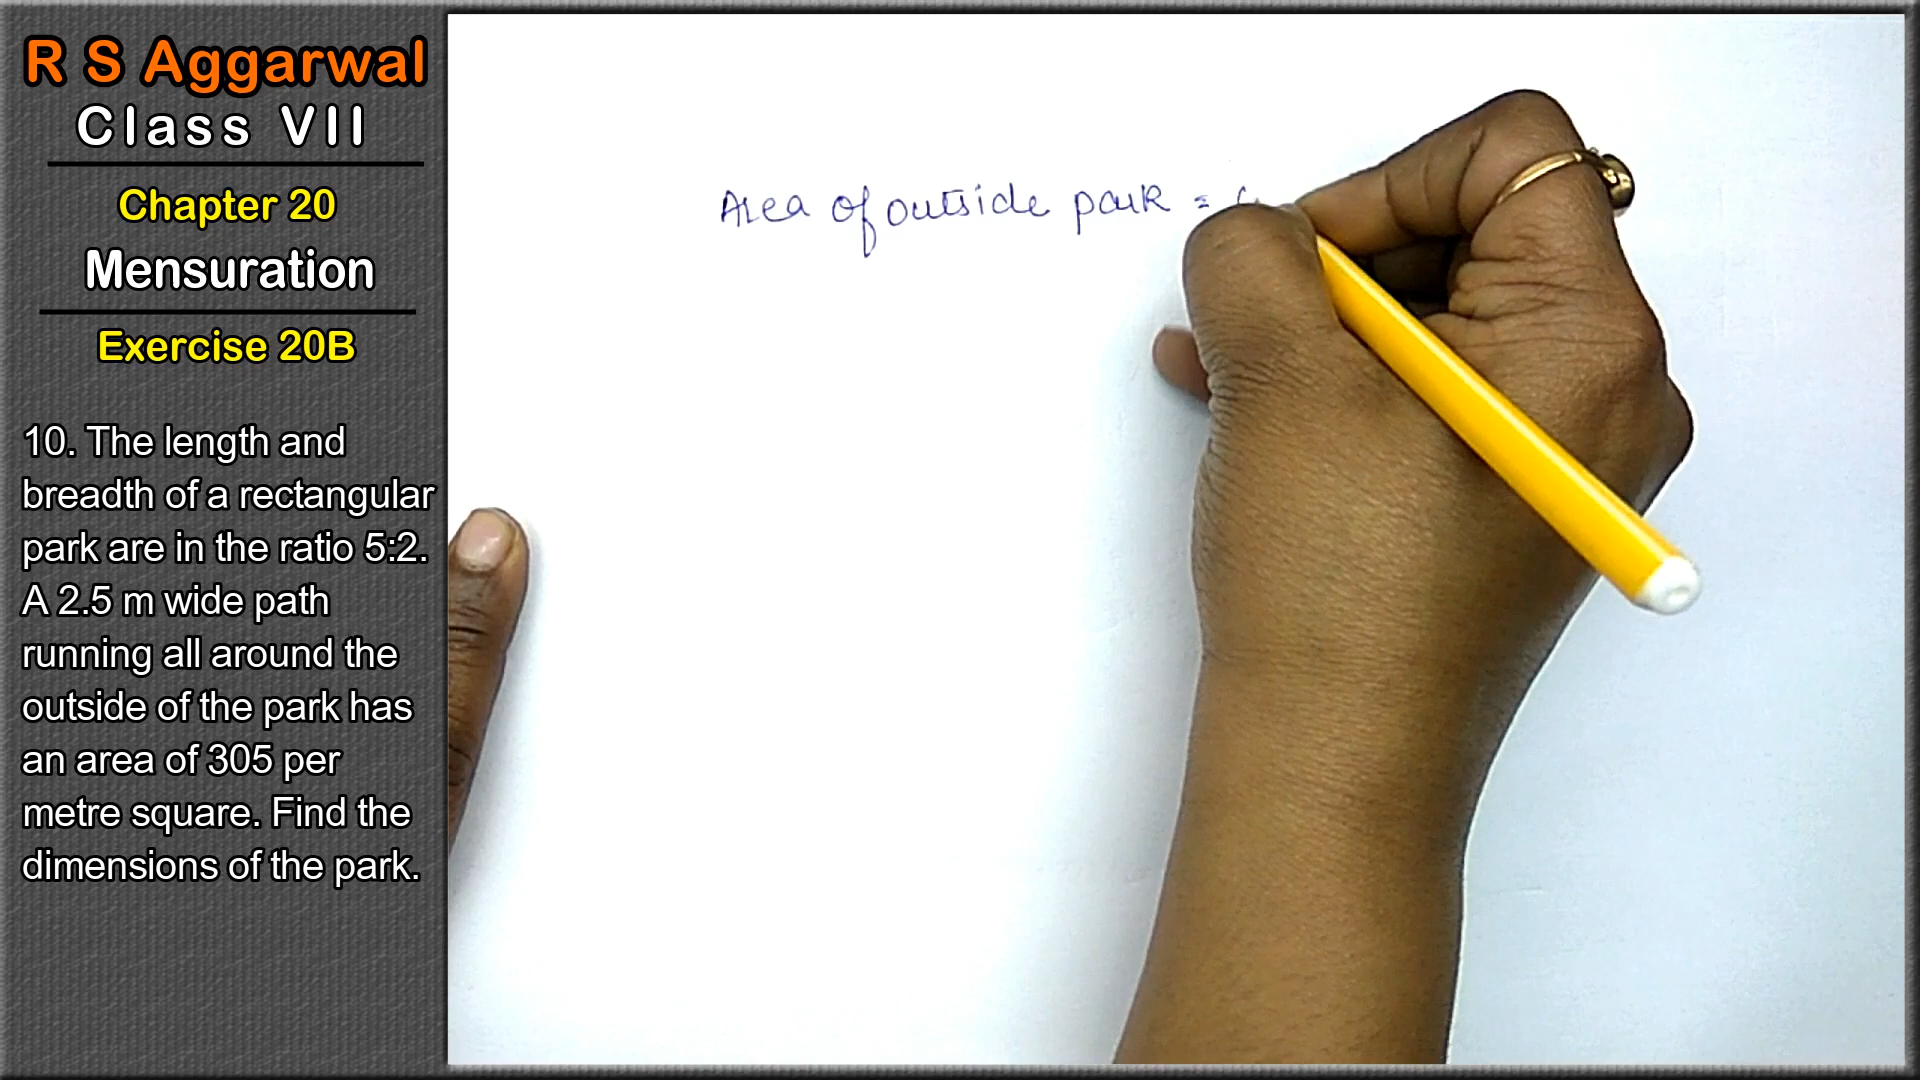 R S Aggarwal
Class VII
Chapter 20
Mensuration
Exercise 20B
10. The length and
breadth of a rectangular
park are in the ratio 5:2.
A 2.5 m wide path
running all around the
outside of the park has
an area of 305 per
metre square. Find the
dimensions of the park.
Area of outside park =